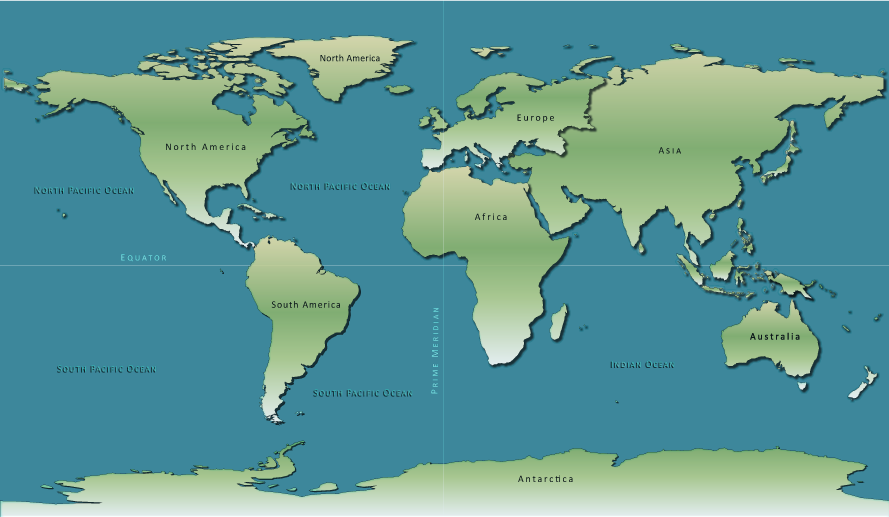 North America
Europe
North America
Asia
North Pacific Ocean
North Pacific Ocean
Africa
Equator
South America
Prime Meridian
Australia
South Pacific Ocean
Indian Ocean
South Pacific Ocean
Antarctica